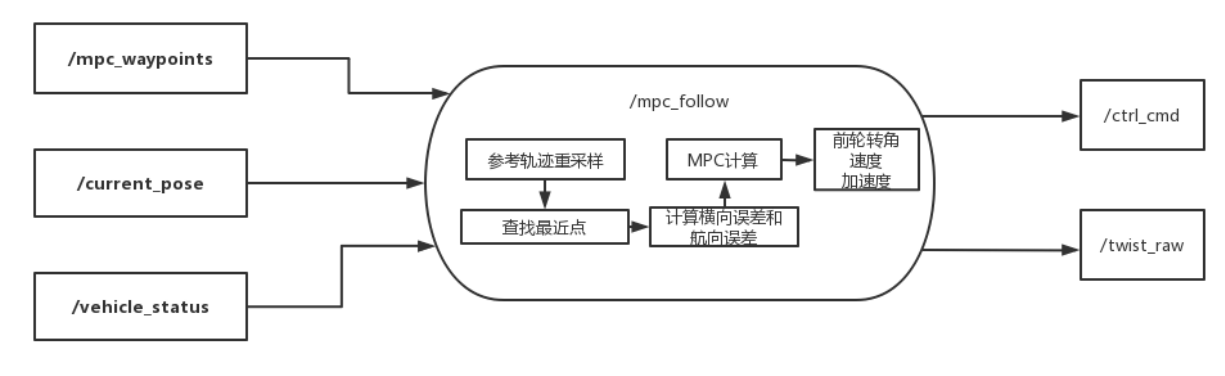 /mpc_waypoints
/current_pose
/vehicle_status
/mpc_follow
参考轨迹重采样
查找最近点
计算横向误差和
航向误差
MPC计算
前轮转角
速度
加速度
/ctrl_cmd
/twist_raw